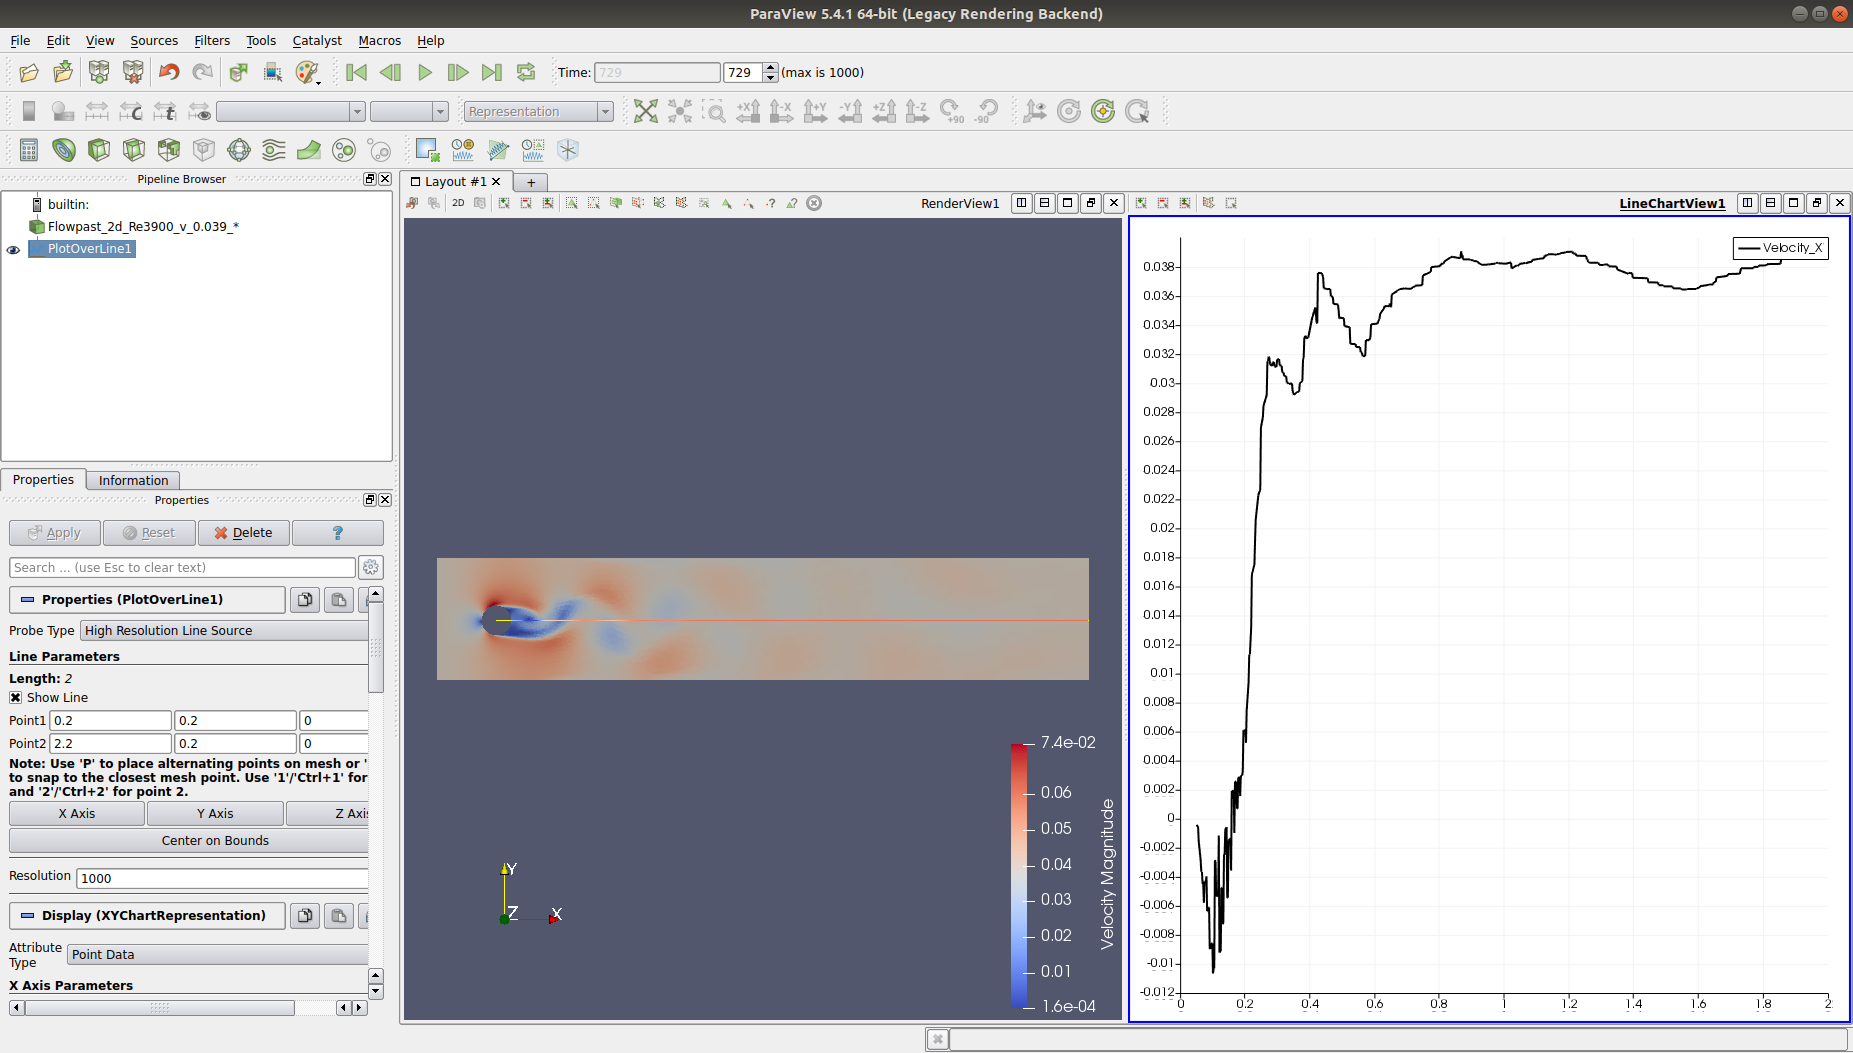 ParaView 5.4.1 64-bit (Legacy Rendering Backend)
File Edit View Sources Filters Tools Catalyst Macros Help
Time: 729 729 (max is 1000)
Representation
+X -X +Y -Y +Z -Z +90 -90
Pipeline Browser
builtin:
Flowpast_2d_Re3900_v_0.039_*
PlotOverLine1
Properties Information
Properties
Apply Reset Delete ?
Search ... (use Esc to clear text)
Properties (PlotOverLine1)
Probe Type High Resolution Line Source
Line Parameters
Length: 2
Show Line
Point1 0.2 0.2 0
Point2 2.2 0.2 0
Note: Use 'P' to place alternating points on mesh or '
to snap to the closest mesh point. Use '1'/'Ctrl+1' for
and '2'/'Ctrl+2' for point 2.
X Axis Y Axis Z Axis
Center on Bounds
Resolution 1000
Display (XYChartRepresentation)
Attribute
Type
Point Data
X Axis Parameters
Layout #1 +
2D RenderView1
7.4e-02
0.06
0.05
0.04
0.03
0.02
0.01
1.6e-04
Velocity Magnitude
Y
Z X
LineChartView1
Velocity_X
0.038
0.036
0.034
0.032
0.03
0.028
0.026
0.024
0.022
0.02
0.018
0.016
0.014
0.012
0.01
0.008
0.006
0.004
0.002
0
-0.002
-0.004
-0.006
-0.008
-0.01
-0.012
0 0.2 0.4 0.6 0.8 1 1.2 1.4 1.6 1.8 2